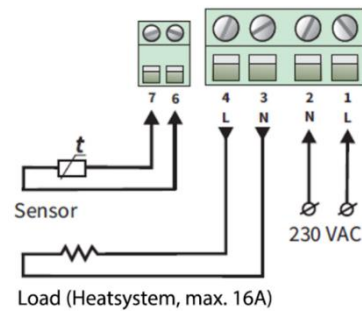 7 6 4 3 2 1
L N N L
t
Sensor
230 VAC
Load (Heatsystem, max. 16A)